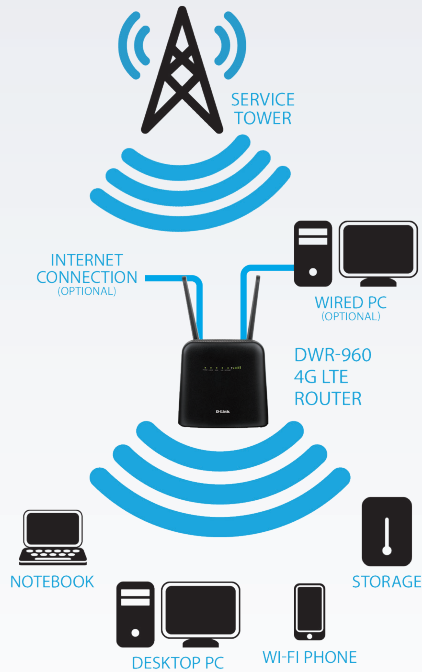 SERVICE
TOWER
INTERNET
CONNECTION
(OPTIONAL)
WIRED PC
(OPTIONAL)
DWR-960
4G LTE
ROUTER
D-Link
NOTEBOOK
STORAGE
DESKTOP PC
WI-FI PHONE